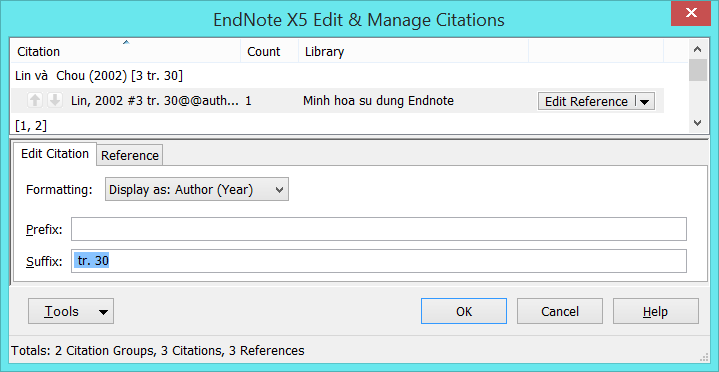 EndNote X5 Edit & Manage Citations
Citation Count Library
Lin và Chou (2002) [3 tr. 30]
Lin, 2002 #3 tr. 30@@auth... 1 Minh hoa su dung Endnote Edit Reference
[1, 2]
Edit Citation Reference
Formatting: Display as: Author (Year)
Prefix:
Suffix: tr. 30
Tools OK Cancel Help
Totals: 2 Citation Groups, 3 Citations, 3 References